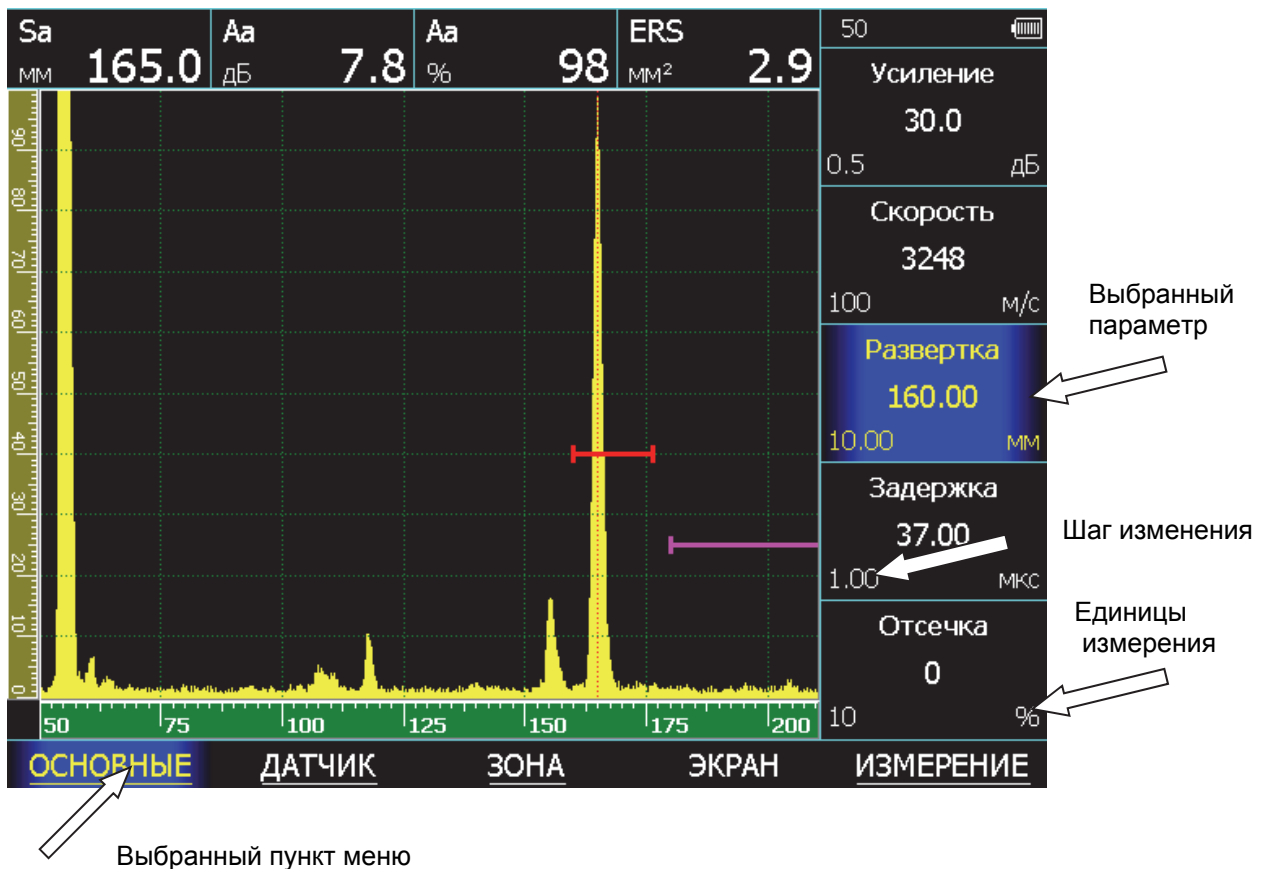 Sa
мм 165.0
Aa
дБ 7.8
Aa
% 98
ERS
мм² 2.9
50
Усиление
30.0
0.5 дБ
Скорость
3248
100 м/с
Развертка
160.00
10.00 мм
Задержка
37.00
1.00 мкс
Отсечка
0
10 %
90
80
70
60
50
40
30
20
10
0
50 75 100 125 150 175 200
ОСНОВНЫЕ ДАТЧИК ЗОНА ЭКРАН ИЗМЕРЕНИЕ
Выбранный
параметр
Шаг изменения
Единицы
измерения
Выбранный пункт меню